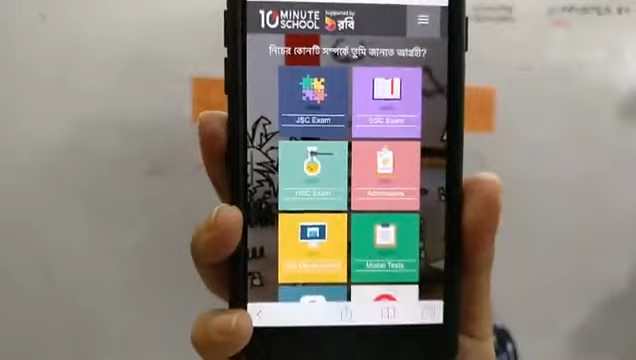 10 MINUTE SCHOOL
Supported by:
রবি
নিচের কোনটি সম্পর্কে তুমি জানতে আগ্রহী?
JSC Exam
SSC Exam
HSC Exam
Admissions
Model Tests